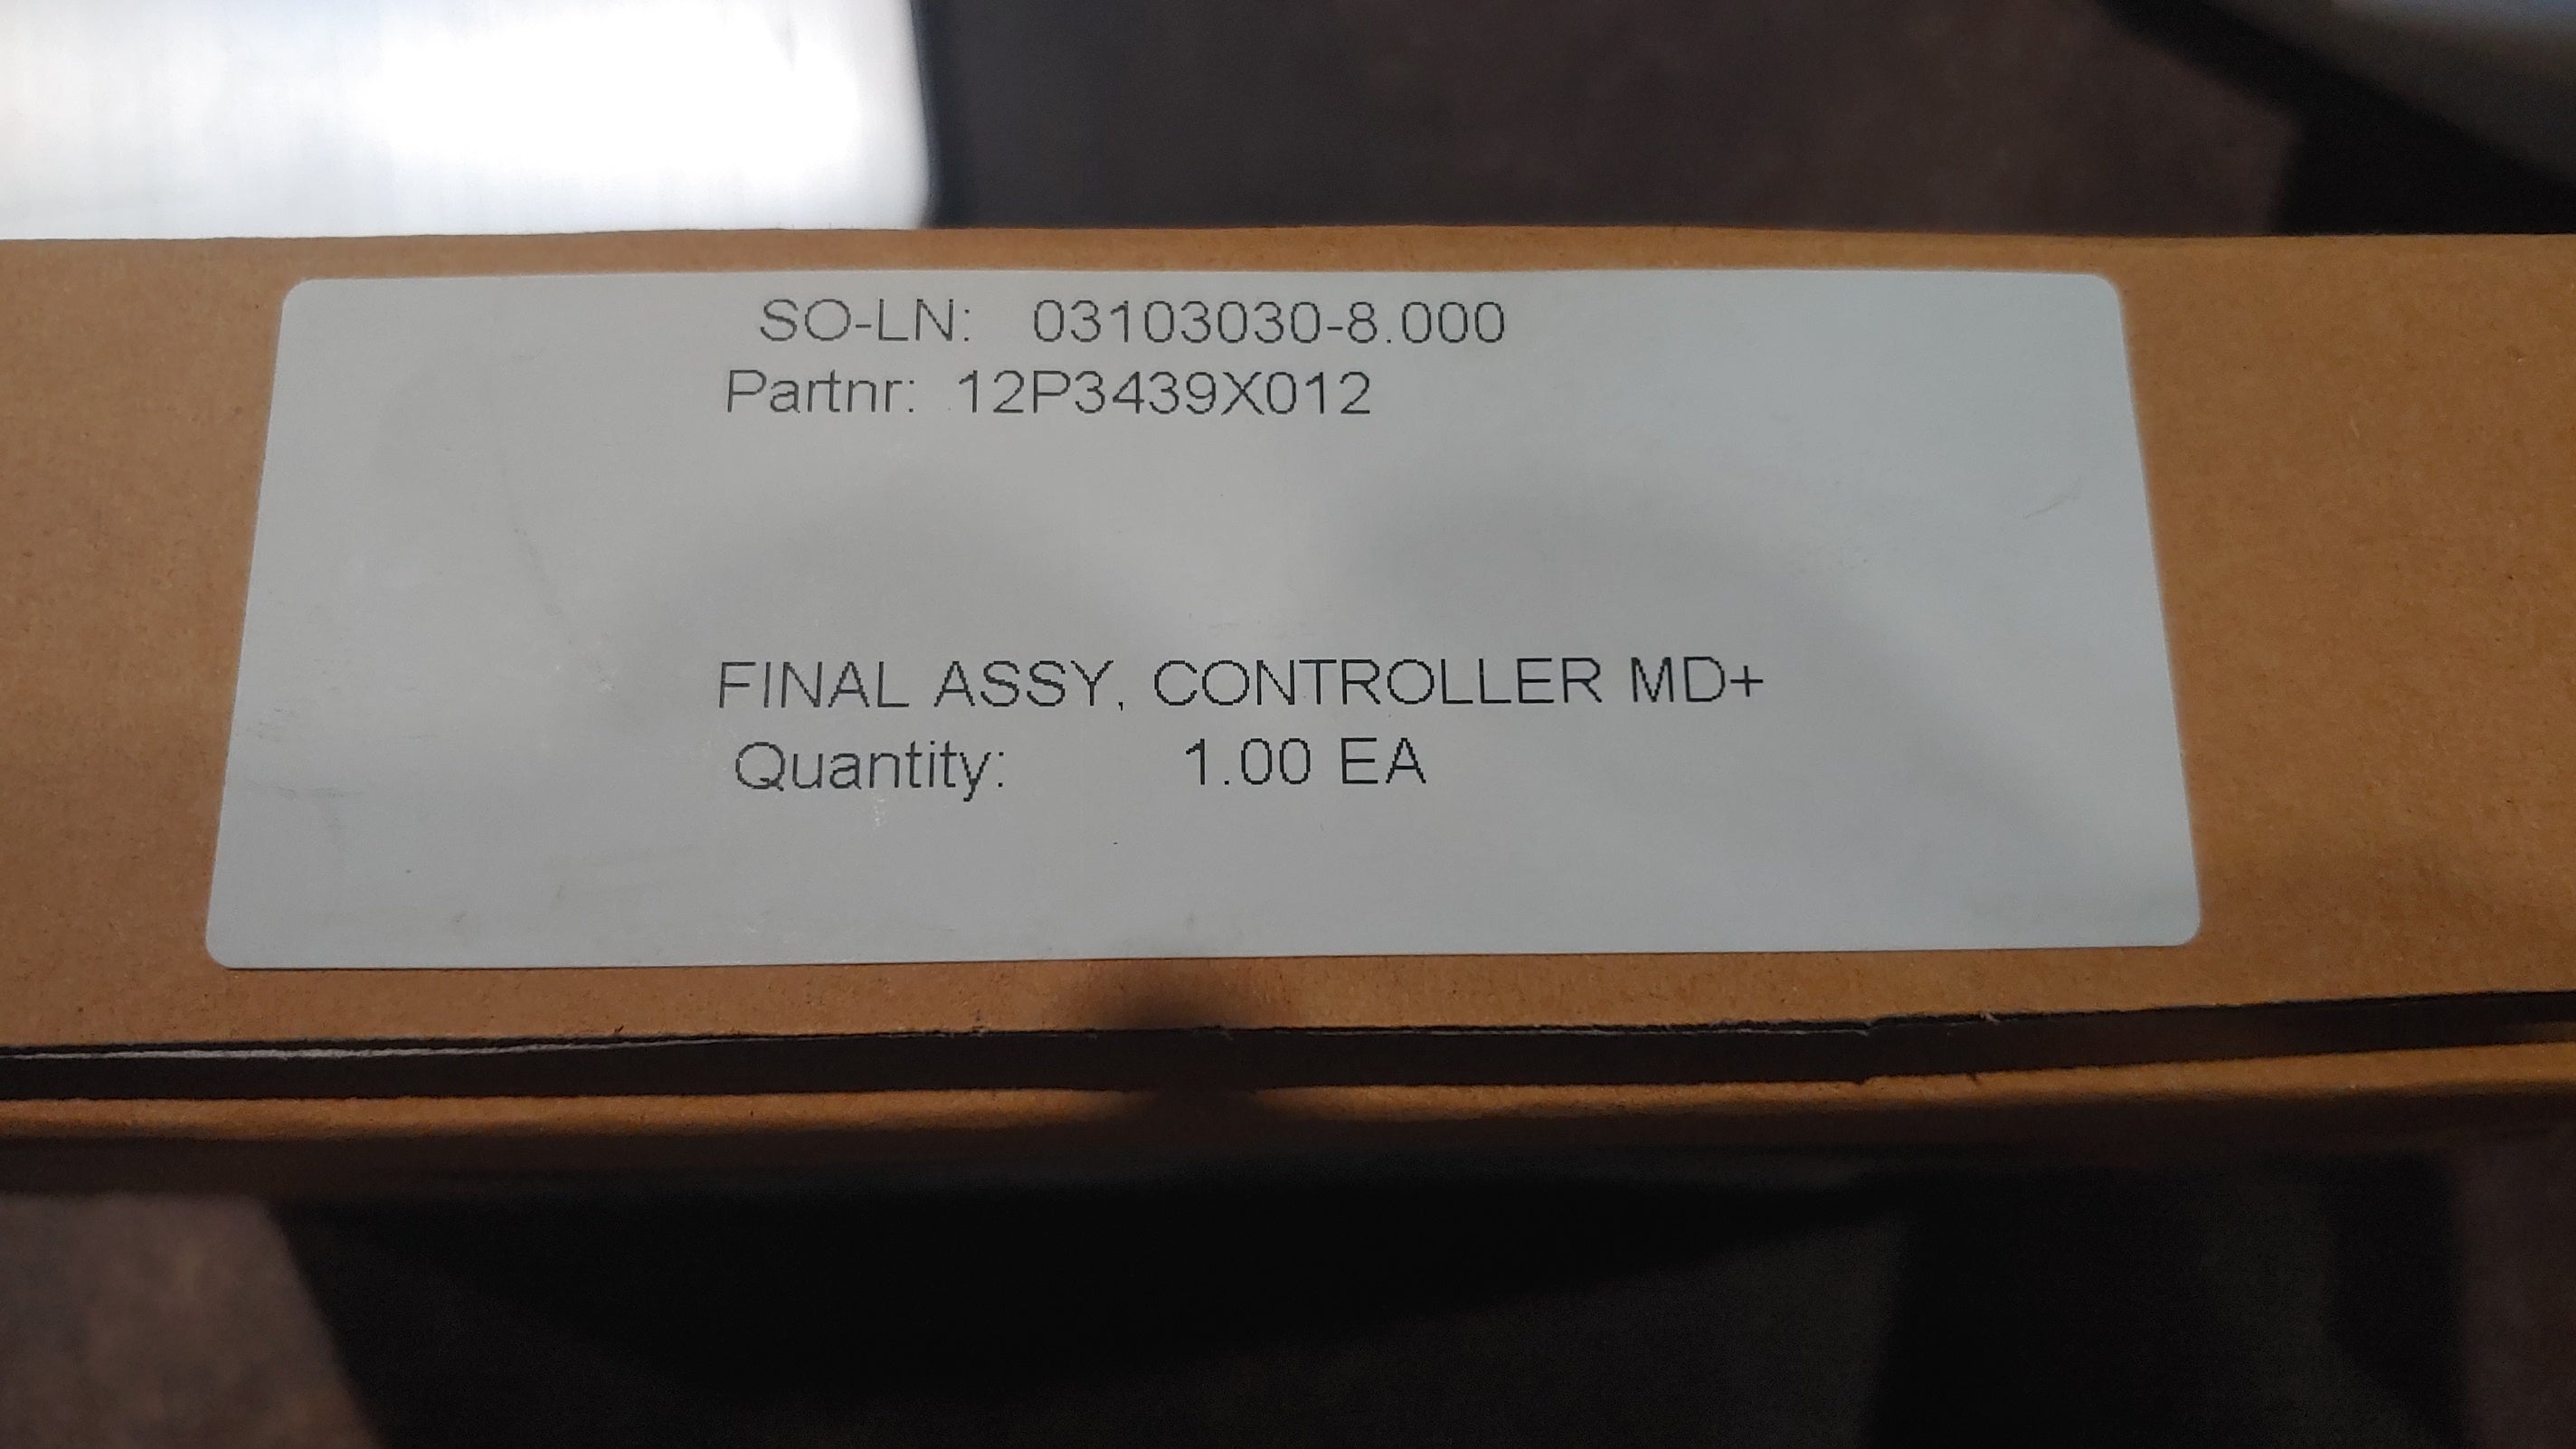 SO-LN: 03103030-8.000
Partnr: 12P3439X012
FINAL ASSY, CONTROLLER MD+
Quantity: 1.00 EA